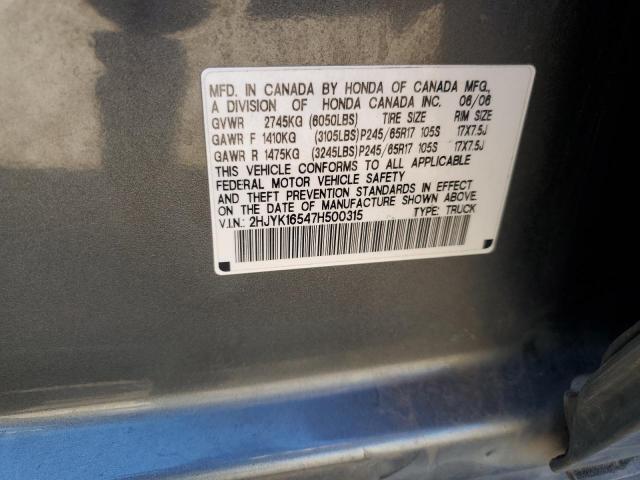 MFD. IN CANADA BY HONDA OF CANADA MFG.,
A DIVISION OF HONDA CANADA INC. 06/06
GVWR 2745KG (6050LBS) TIRE SIZE RIM SIZE
GAWR F 1410KG (3105LBS)P245/65R17 105S 17X7.5J
GAWR R 1475KG (3245LBS)P245/65R17 105S 17X7.5J
THIS VEHICLE CONFORMS TO ALL APPLICABLE
FEDERAL MOTOR VEHICLE SAFETY
AND THEFT PREVENTION STANDARDS IN EFFECT
ON THE DATE OF MANUFACTURE SHOWN ABOVE.
V.I.N.: 2HJYK16547H500315 TYPE: TRUCK